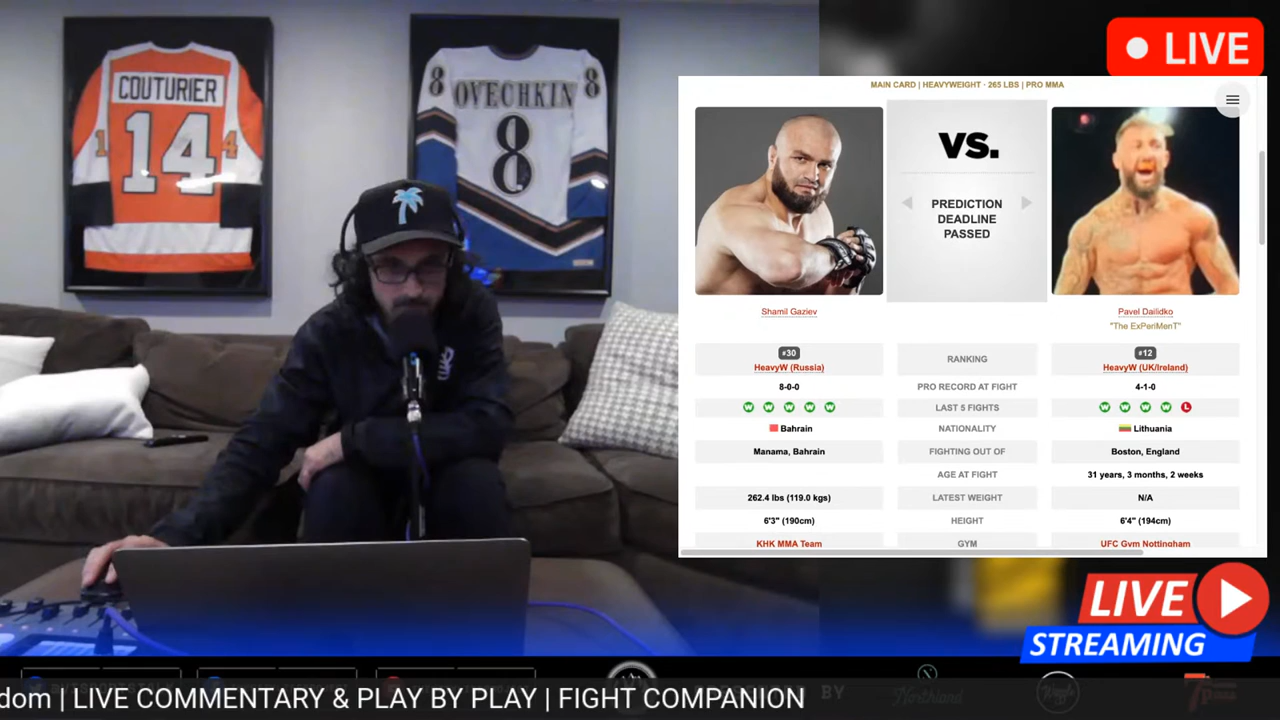 COUTURIER
14
1
4
8
OVECHKIN
8
8
LIVE
MAIN CARD | HEAVYWEIGHT · 265 LBS | PRO MMA
VS.
PREDICTION
DEADLINE
PASSED
Shamil Gaziev
Pavel Dailidko
"The ExPeriMenT"
#30
HeavyW (Russia)
RANKING
#12
HeavyW (UK/Ireland)
8-0-0
PRO RECORD AT FIGHT
4-1-0
W W W W W
LAST 5 FIGHTS
W W W W L
Bahrain
NATIONALITY
Lithuania
Manama, Bahrain
FIGHTING OUT OF
Boston, England
AGE AT FIGHT
31 years, 3 months, 2 weeks
262.4 lbs (119.0 kgs)
LATEST WEIGHT
N/A
6'3" (190cm)
HEIGHT
6'4" (194cm)
KHK MMA Team
GYM
UFC Gym Nottingham
LIVE
STREAMING
dom | LIVE COMMENTARY & PLAY BY PLAY | FIGHT COMPANION
BY
Northland